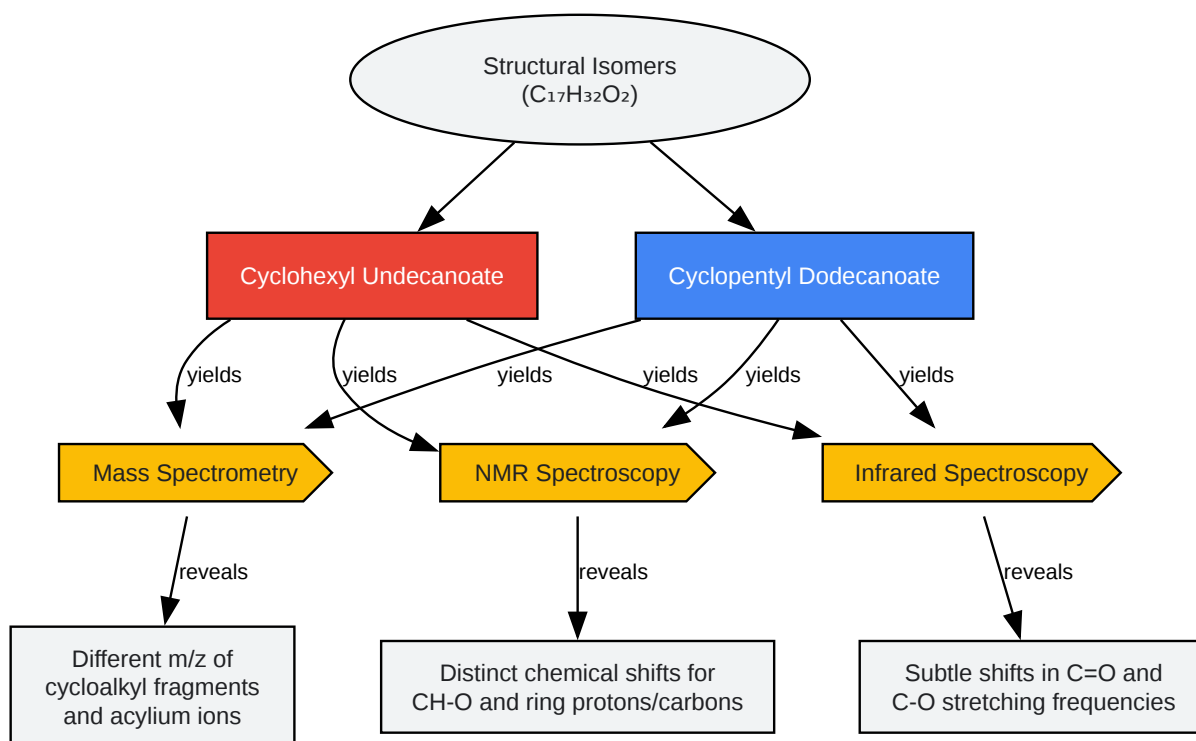 Structural Isomers
(C₁₇H₃₂O₂)
Cyclohexyl Undecanoate
Cyclopentyl Dodecanoate
yields
yields
yields
yields
yields
yields
Mass Spectrometry
NMR Spectroscopy
Infrared Spectroscopy
reveals
reveals
reveals
Different m/z of
cycloalkyl fragments
and acylium ions
Distinct chemical shifts for
CH-O and ring protons/carbons
Subtle shifts in C=O and
C-O stretching frequencies